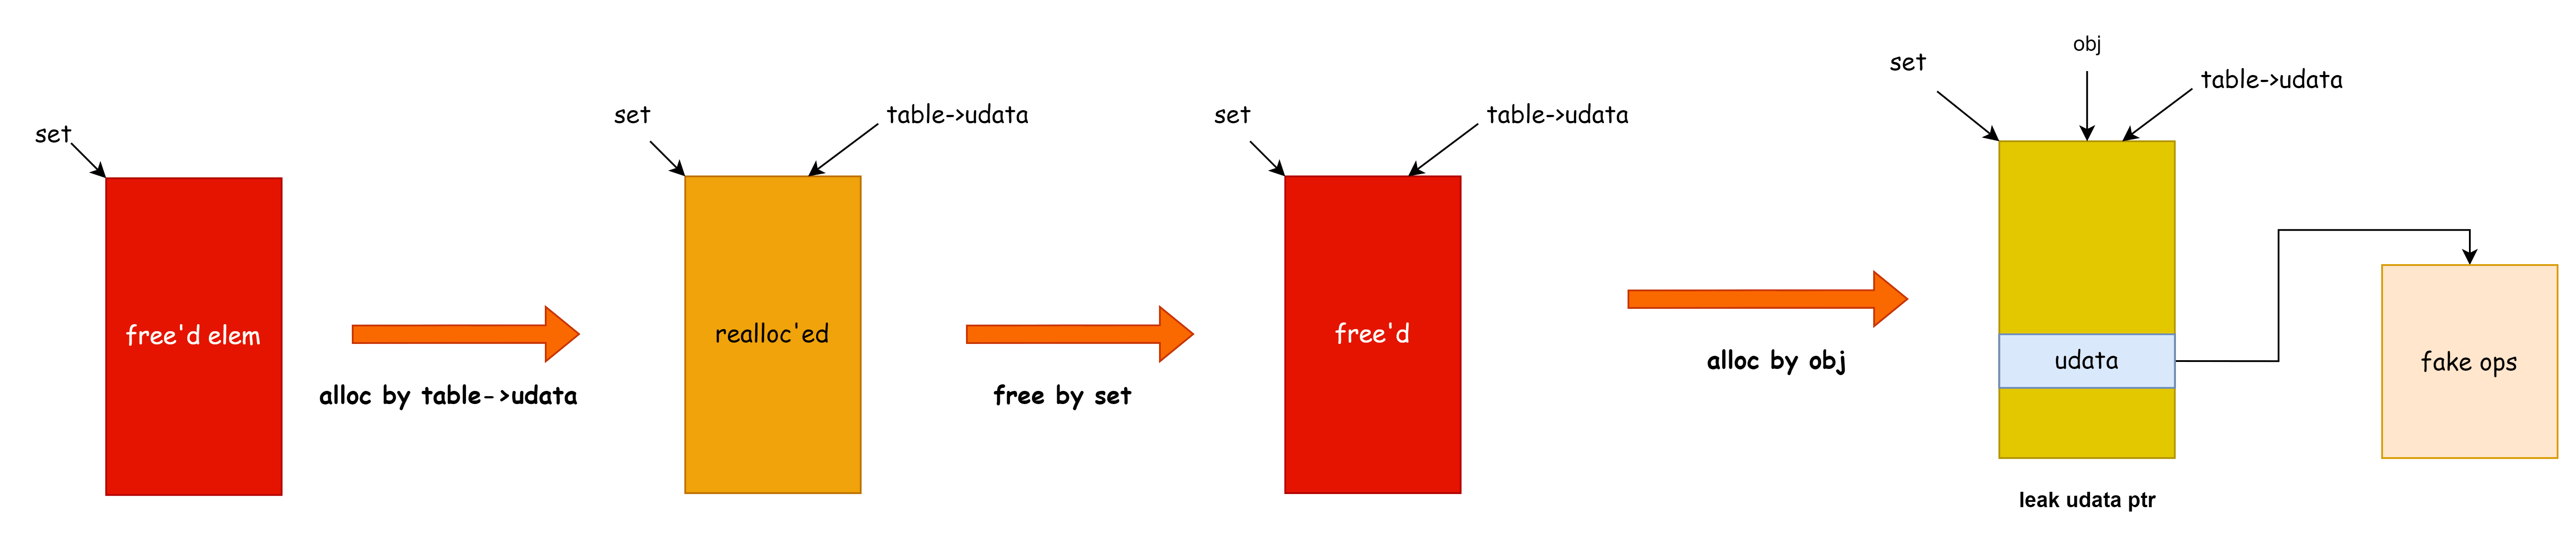 set
free'd elem
alloc by table->udata
set
table->udata
realloc'ed
free by set
set
table->udata
free'd
alloc by obj
set
obj
table->udata
udata
leak udata ptr
fake ops